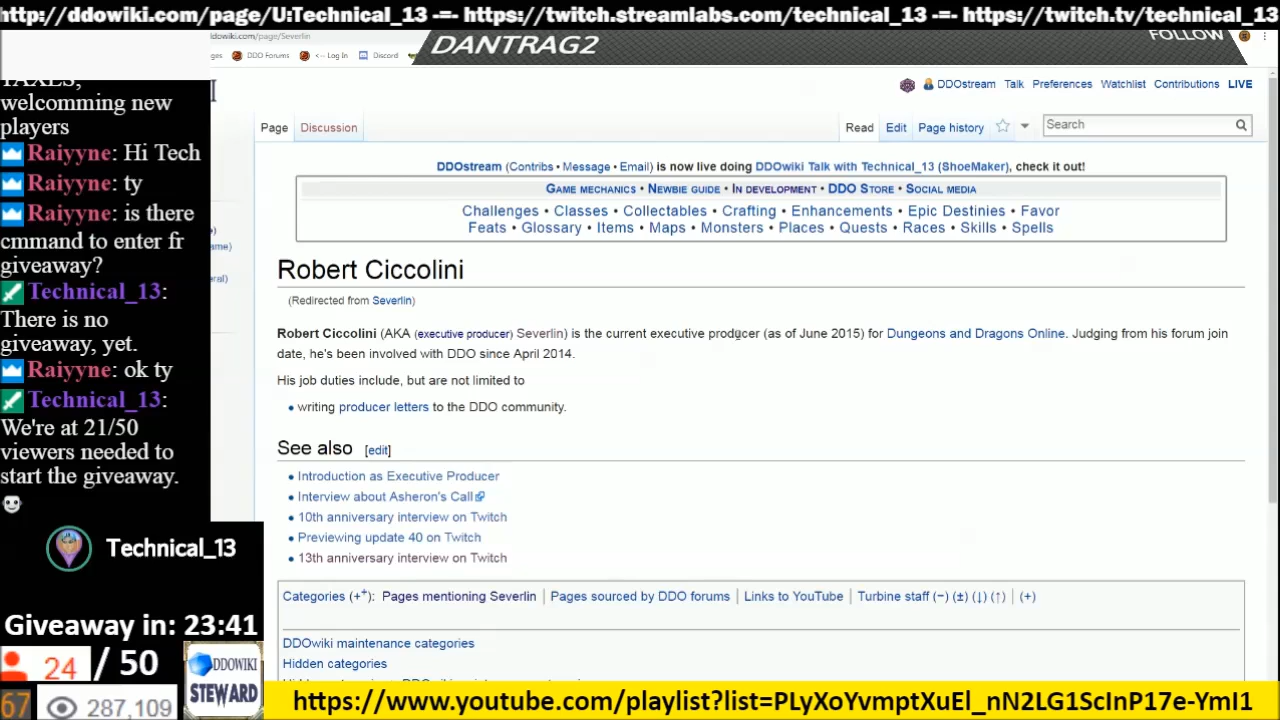 http://ddowiki.com/page/U:Technical_13 -=- https://twitch.streamlabs.com/technical_13 -=- https://twitch.tv/technical_13
ddowiki.com/page/Severlin
DANTRAG2
FOLLOW
DDO Forums <-- Log In Discord
TAXES,
welcomming new
players
Raiyyne: Hi Tech
Raiyyne: ty
Raiyyne: is there
cmmand to enter fr
giveaway?
Technical_13:
There is no
giveaway, yet.
Raiyyne: ok ty
Technical_13:
We're at 21/50
viewers needed to
start the giveaway.
Technical_13
Giveaway in: 23:41
24 / 50
67 287,109
DDOWIKI
STEWARD
DDOstream Talk Preferences Watchlist Contributions LIVE
Page Discussion Read Edit Page history Search
DDOstream (Contribs • Message • Email) is now live doing DDOwiki Talk with Technical_13 (ShoeMaker), check it out!
Game mechanics • Newbie guide • In development • DDO Store • Social media
Challenges • Classes • Collectables • Crafting • Enhancements • Epic Destinies • Favor
Feats • Glossary • Items • Maps • Monsters • Places • Quests • Races • Skills • Spells
Robert Ciccolini
(Redirected from Severlin)
Robert Ciccolini (AKA (executive producer) Severlin) is the current executive producer (as of June 2015) for Dungeons and Dragons Online. Judging from his forum join
date, he's been involved with DDO since April 2014.
His job duties include, but are not limited to
• writing producer letters to the DDO community.
See also [edit]
• Introduction as Executive Producer
• Interview about Asheron's Call
• 10th anniversary interview on Twitch
• Previewing update 40 on Twitch
• 13th anniversary interview on Twitch
Categories (+⁺): Pages mentioning Severlin | Pages sourced by DDO forums | Links to YouTube | Turbine staff (−) (±) (↓) (↑) | (+)
DDOwiki maintenance categories
Hidden categories
https://www.youtube.com/playlist?list=PLyXoYvmptXuEl_nN2LG1ScInP17e-YmI1